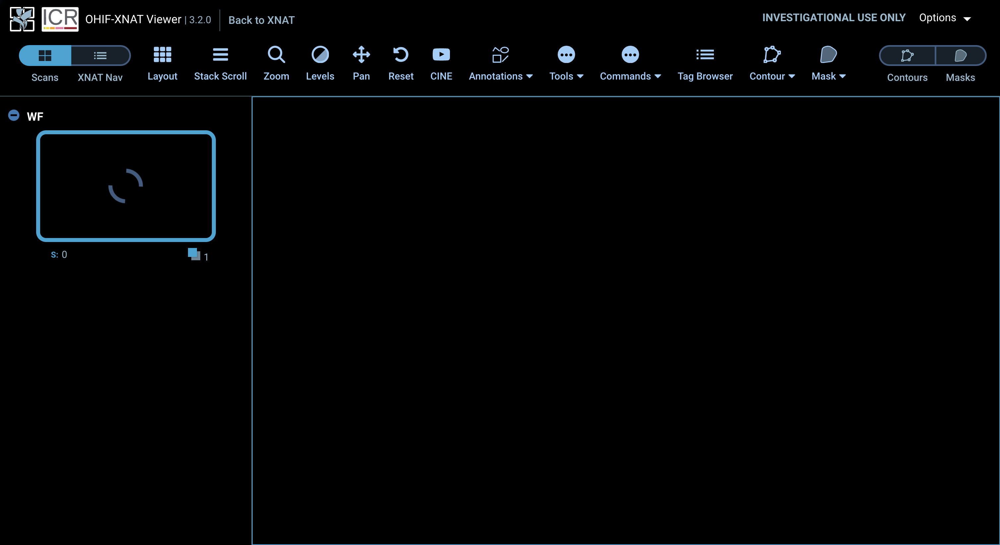 ICR OHIF-XNAT Viewer | 3.2.0 Back to XNAT INVESTIGATIONAL USE ONLY Options
Scans XNAT Nav Layout Stack Scroll Zoom Levels Pan Reset CINE Annotations Tools Commands Tag Browser Contour Mask Contours Masks
WF
S: 0 1